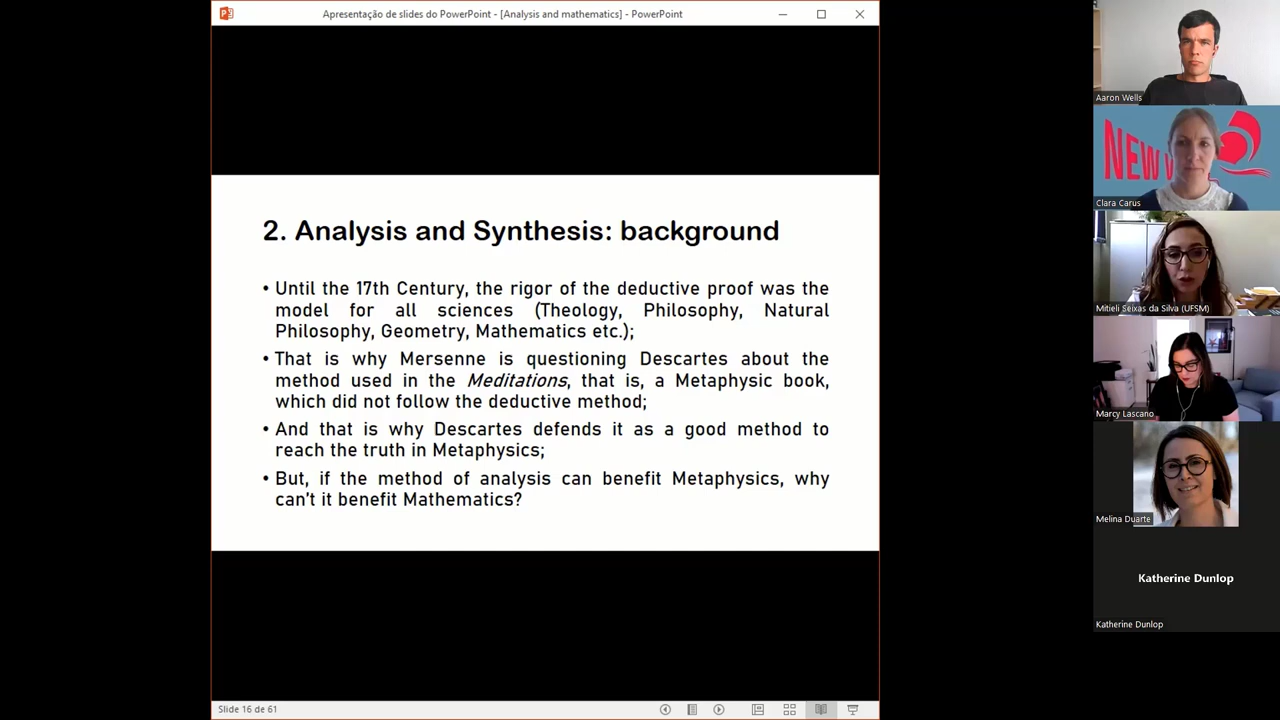 Apresentação de slides do PowerPoint - [Analysis and mathematics] - PowerPoint
2. Analysis and Synthesis: background
• Until the 17th Century, the rigor of the deductive proof was the
model for all sciences (Theology, Philosophy, Natural
Philosophy, Geometry, Mathematics etc.);
• That is why Mersenne is questioning Descartes about the
method used in the Meditations, that is, a Metaphysic book,
which did not follow the deductive method;
• And that is why Descartes defends it as a good method to
reach the truth in Metaphysics;
• But, if the method of analysis can benefit Metaphysics, why
can't it benefit Mathematics?
Slide 16 de 61
Aaron Wells
NEW
Clara Carus
Mitieli Seixas da Silva (UFSM)
Marcy Lascano
Melina Duarte
Katherine Dunlop
Katherine Dunlop